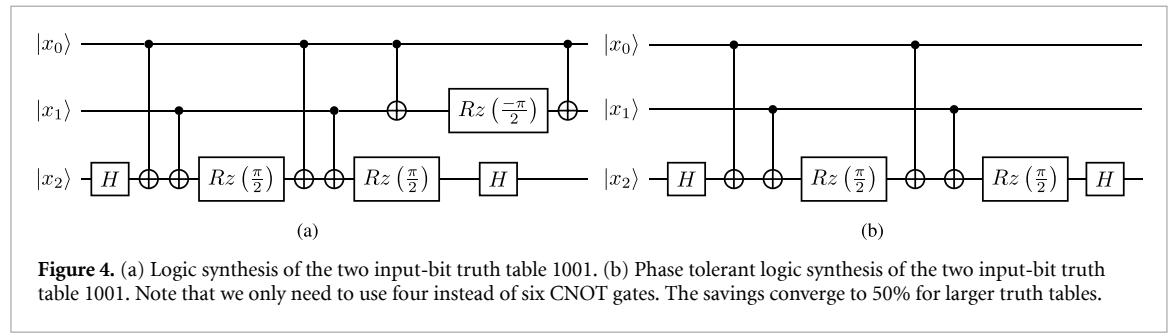 |x₀⟩ |x₀⟩
|x₁⟩ Rz(−π/2) |x₁⟩
|x₂⟩ H Rz(π/2) Rz(π/2) H |x₂⟩ H Rz(π/2) Rz(π/2) H
(a) (b)
Figure 4. (a) Logic synthesis of the two input-bit truth table 1001. (b) Phase tolerant logic synthesis of the two input-bit truth
table 1001. Note that we only need to use four instead of six CNOT gates. The savings converge to 50% for larger truth tables.